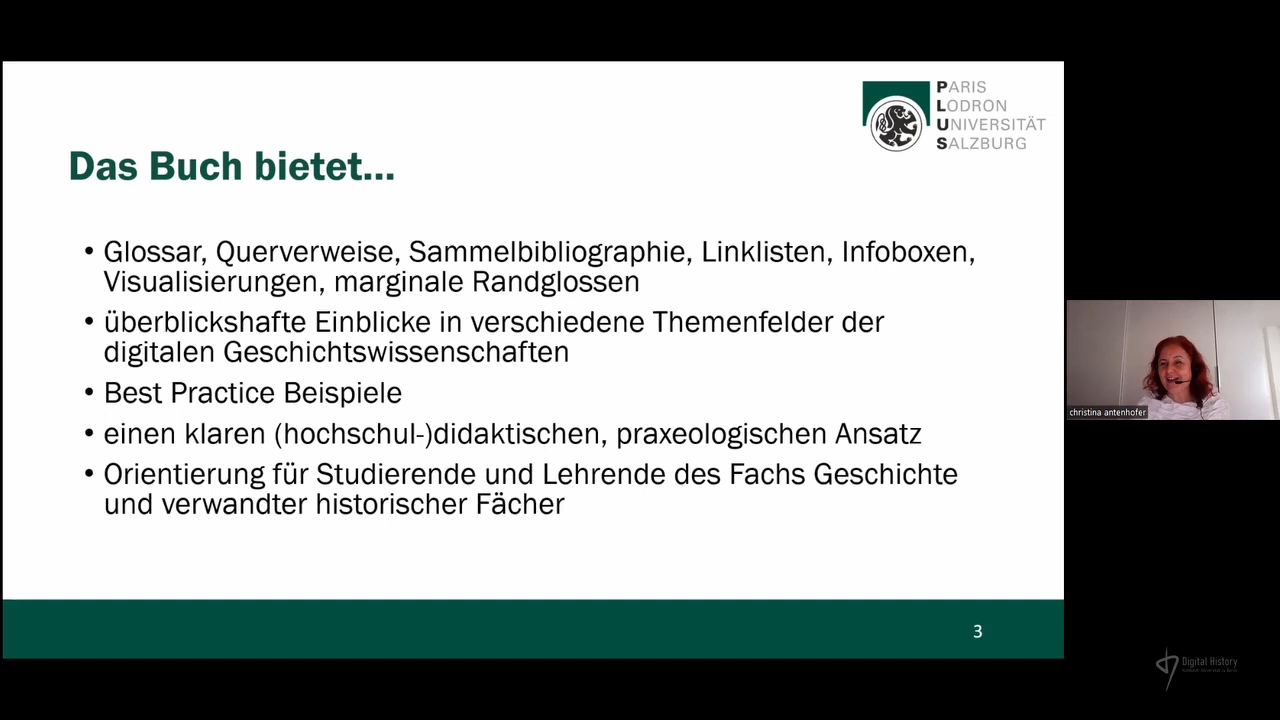 PARIS
LODRON
UNIVERSITÄT
SALZBURG
Das Buch bietet...
• Glossar, Querverweise, Sammelbibliographie, Linklisten, Infoboxen,
Visualisierungen, marginale Randglossen
• überblickshafte Einblicke in verschiedene Themenfelder der
digitalen Geschichtswissenschaften
• Best Practice Beispiele
• einen klaren (hochschul-)didaktischen, praxeologischen Ansatz
• Orientierung für Studierende und Lehrende des Fachs Geschichte
und verwandter historischer Fächer
christina antenhofer
3
Digital History